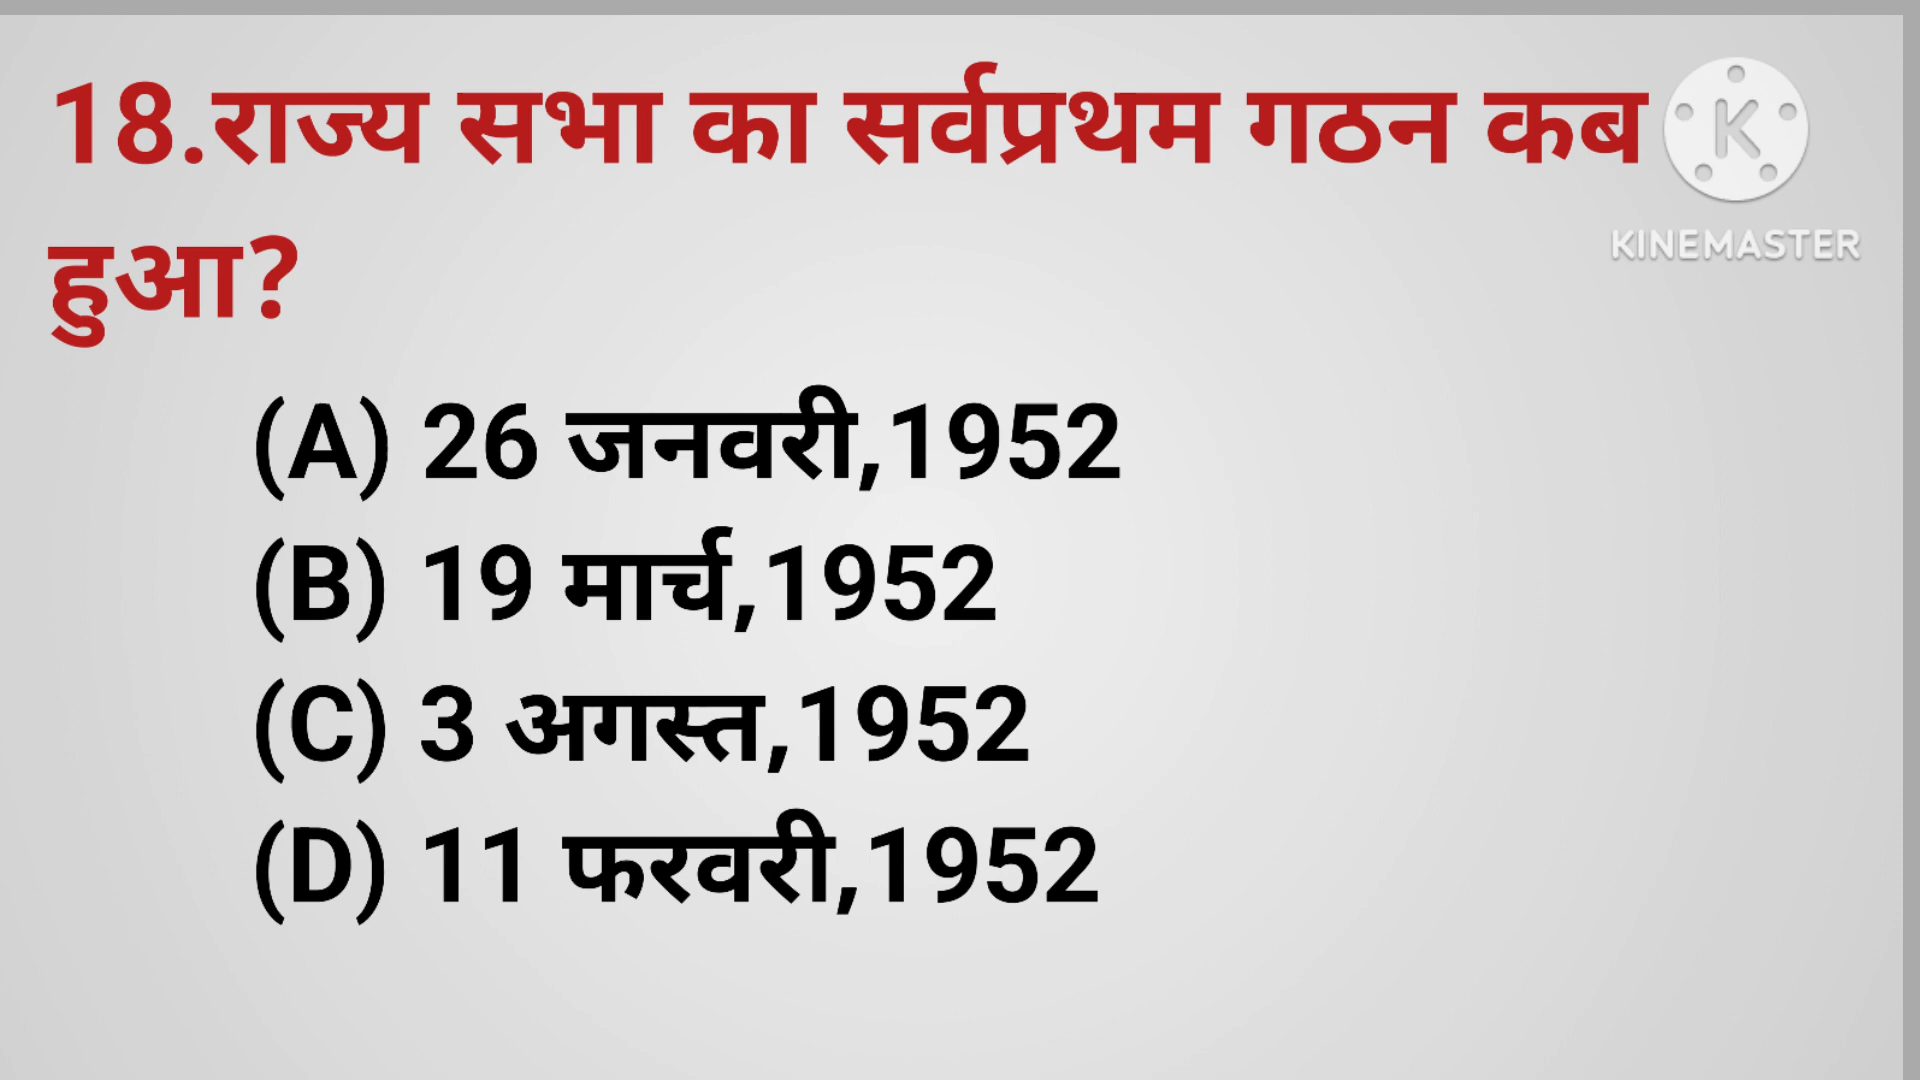 18.राज्य सभा का सर्वप्रथम गठन कब
हुआ?
KINEMASTER
(A) 26 जनवरी,1952
(B) 19 मार्च,1952
(C) 3 अगस्त,1952
(D) 11 फरवरी,1952